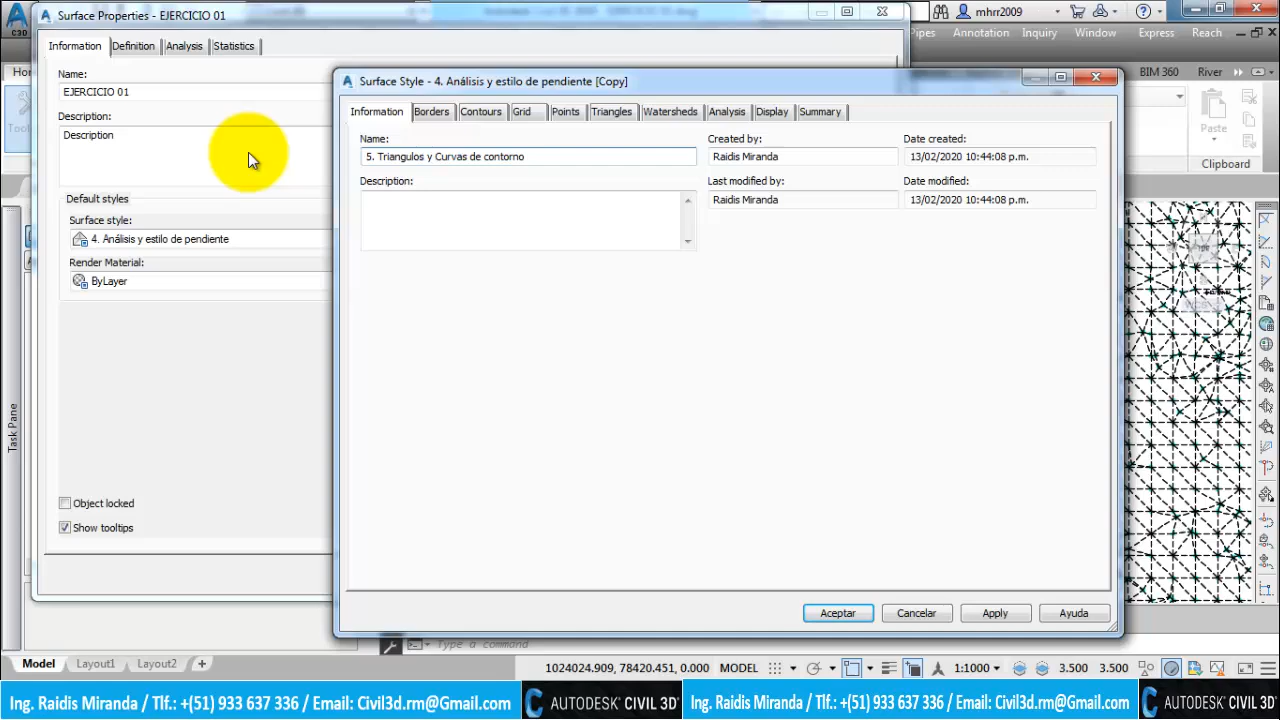 Surface Properties - EJERCICIO 01
mhrr2009
C3D
Pipes Annotation Inquiry Window Express Reach
BIM 360 River
Information Definition Analysis Statistics
Name:
EJERCICIO 01
Description:
Description
Default styles
Surface style:
4. Análisis y estilo de pendiente
Render Material:
ByLayer
Object locked
Show tooltips
Surface Style - 4. Análisis y estilo de pendiente [Copy]
Information Borders Contours Grid Points Triangles Watersheds Analysis Display Summary
Name:
5. Triangulos y Curvas de contorno
Description:
Created by:
Raidis Miranda
Date created:
13/02/2020 10:44:08 p.m.
Last modified by:
Raidis Miranda
Date modified:
13/02/2020 10:44:08 p.m.
Aceptar Cancelar Apply Ayuda
Paste
Clipboard
Task Pane
Type a command
Model Layout1 Layout2 +
1024024.909, 78420.451, 0.000 MODEL 1:1000 3.500 3.500
Ing. Raidis Miranda / Tlf.: +(51) 933 637 336 / Email: Civil3d.rm@Gmail.com
C3D AUTODESK® CIVIL 3D®
Ing. Raidis Miranda / Tlf.: +(51) 933 637 336 / Email: Civil3d.rm@Gmail.com
C3D AUTODESK® CIVIL 3D